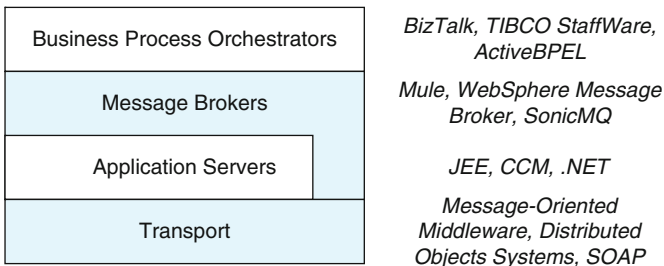 Business Process Orchestrators
BizTalk, TIBCO StaffWare,
ActiveBPEL
Message Brokers
Mule, WebSphere Message
Broker, SonicMQ
Application Servers
JEE, CCM, .NET
Transport
Message-Oriented
Middleware, Distributed
Objects Systems, SOAP